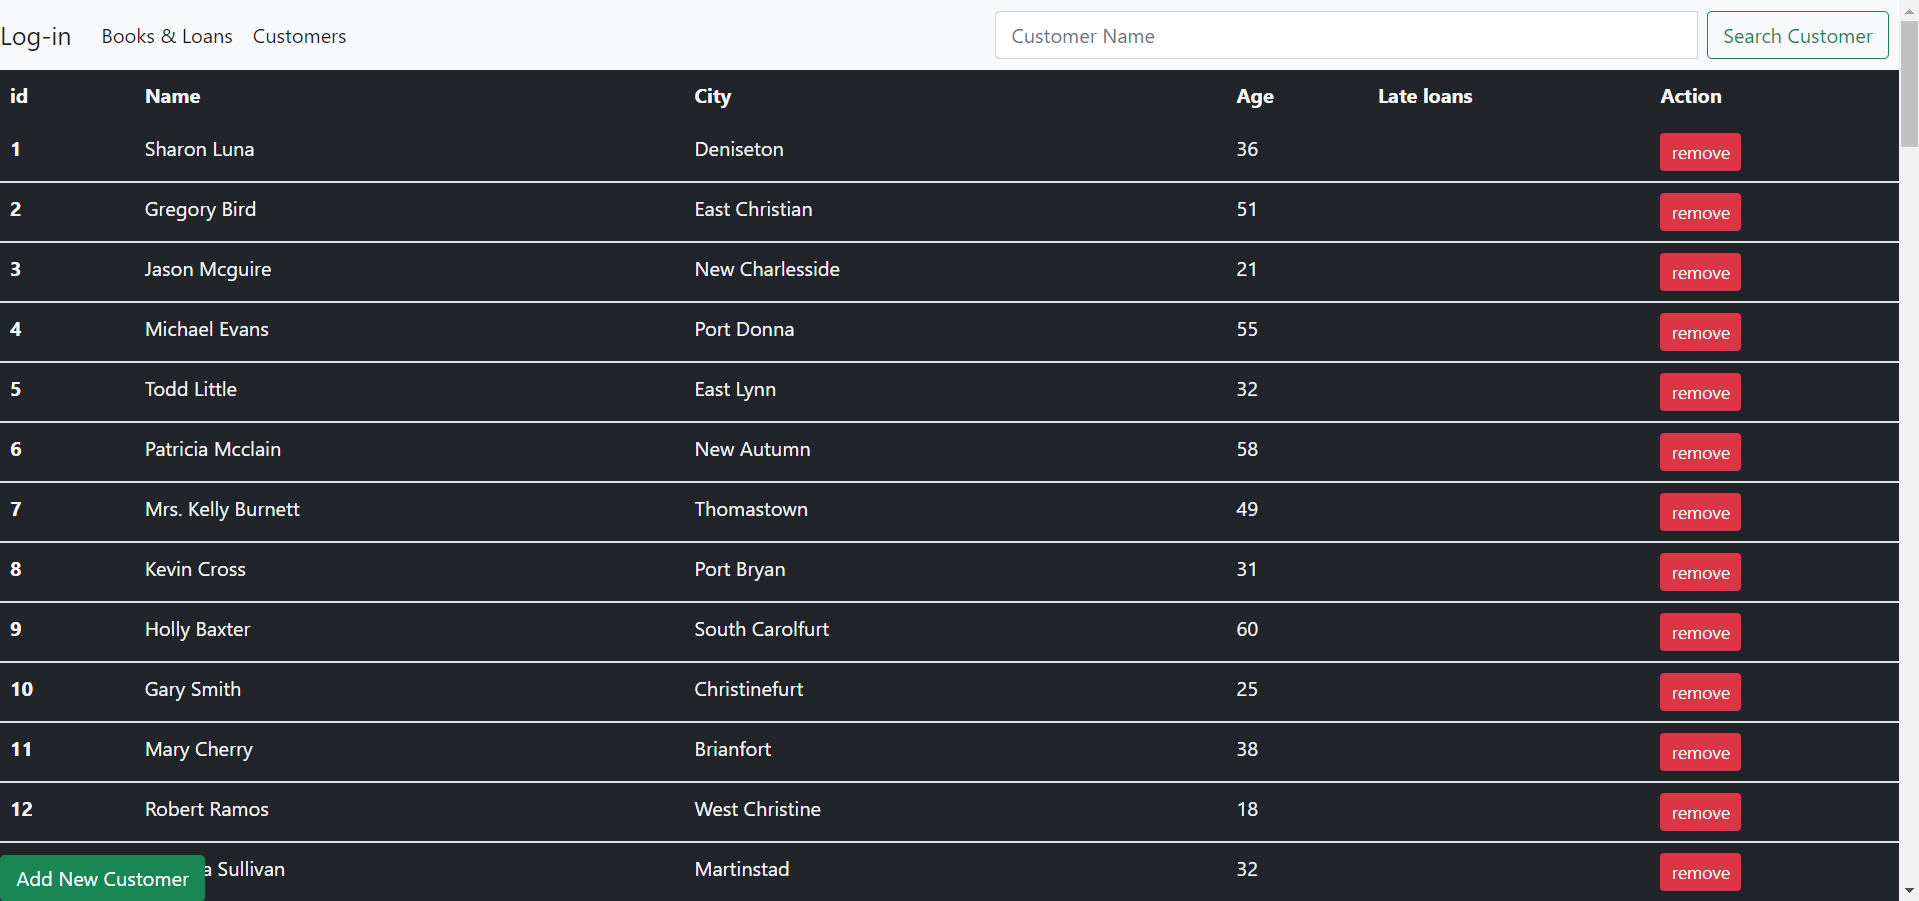 Log-in Books & Loans Customers Customer Name Search Customer
id Name City Age Late loans Action
1 Sharon Luna Deniseton 36 remove
2 Gregory Bird East Christian 51 remove
3 Jason Mcguire New Charlesside 21 remove
4 Michael Evans Port Donna 55 remove
5 Todd Little East Lynn 32 remove
6 Patricia Mcclain New Autumn 58 remove
7 Mrs. Kelly Burnett Thomastown 49 remove
8 Kevin Cross Port Bryan 31 remove
9 Holly Baxter South Carolfurt 60 remove
10 Gary Smith Christinefurt 25 remove
11 Mary Cherry Brianfort 38 remove
12 Robert Ramos West Christine 18 remove
Sullivan Martinstad 32 remove
Add New Customer